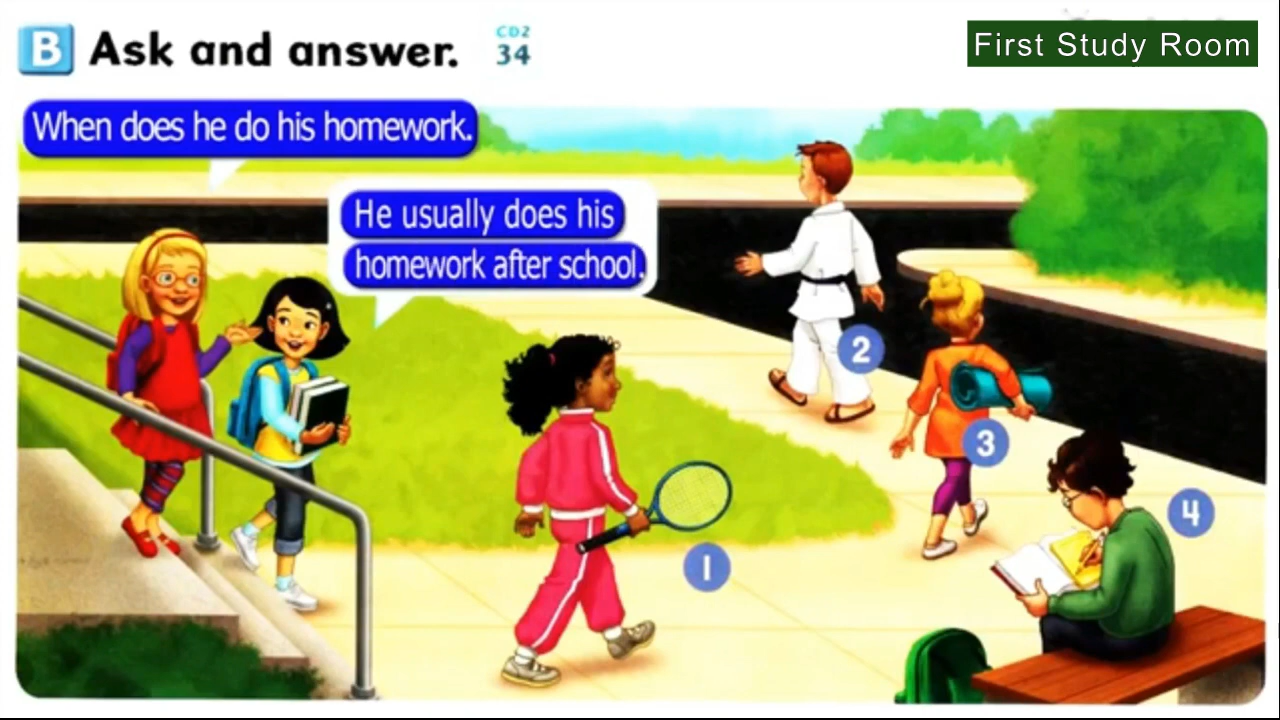 B Ask and answer. CD2 34
First Study Room
When does he do his homework.
He usually does his
homework after school.
2
3
4
1